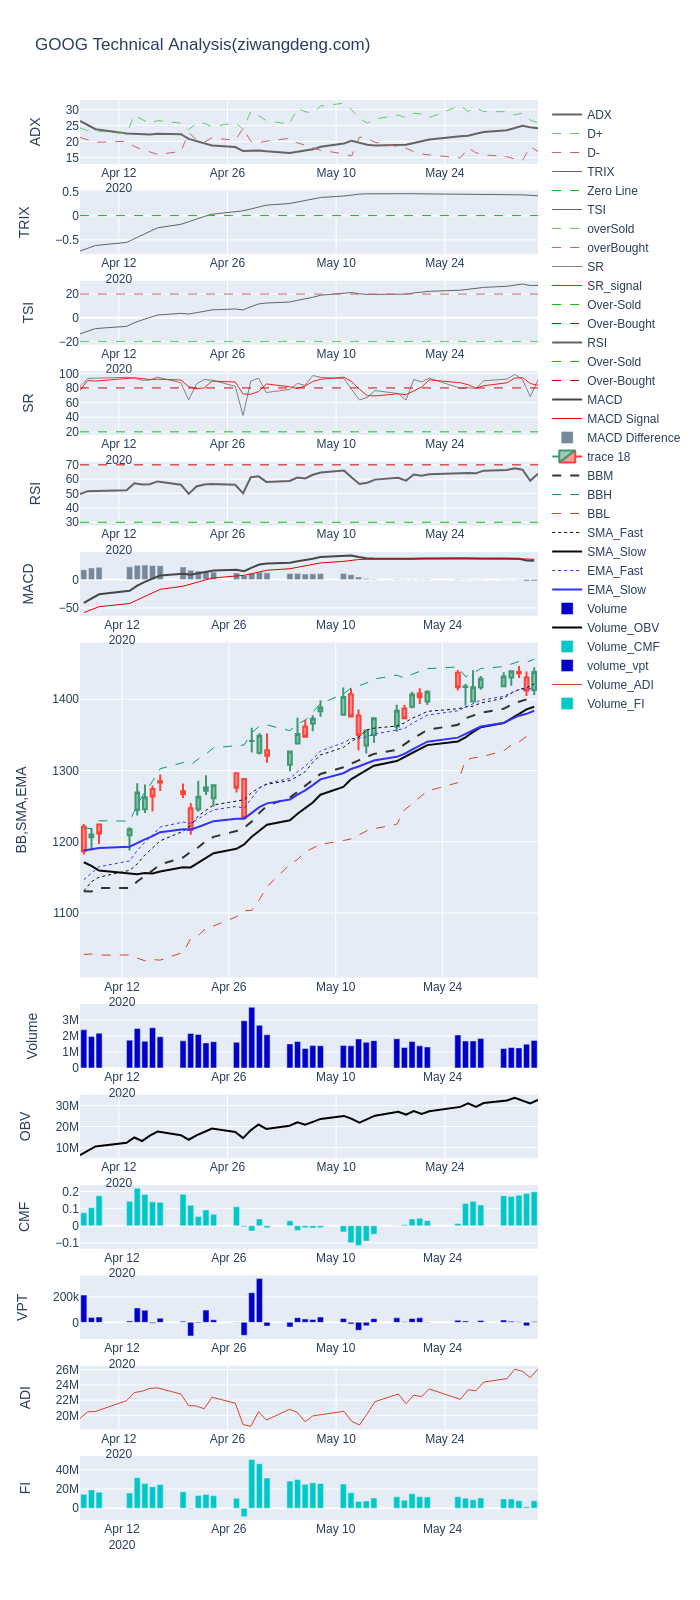 GOOG Technical Analysis(ziwangdeng.com)
ADX
30
25
20
15
Apr 12
2020
Apr 26
May 10
May 24
TRIX
0.5
0
−0.5
Apr 12
2020
Apr 26
May 10
May 24
TSI
20
0
−20
Apr 12
2020
Apr 26
May 10
May 24
SR
100
80
60
40
20
Apr 12
2020
Apr 26
May 10
May 24
RSI
70
60
50
40
30
Apr 12
2020
Apr 26
May 10
May 24
MACD
0
−50
Apr 12
2020
Apr 26
May 10
May 24
BB,SMA,EMA
1400
1300
1200
1100
Apr 12
2020
Apr 26
May 10
May 24
Volume
3M
2M
1M
0
Apr 12
2020
Apr 26
May 10
May 24
OBV
30M
20M
10M
Apr 12
2020
Apr 26
May 10
May 24
CMF
0.2
0.1
0
−0.1
Apr 12
2020
Apr 26
May 10
May 24
VPT
200k
0
Apr 12
2020
Apr 26
May 10
May 24
ADI
26M
24M
22M
20M
Apr 12
2020
Apr 26
May 10
May 24
FI
40M
20M
0
Apr 12
2020
Apr 26
May 10
May 24
ADX
D+
D-
TRIX
Zero Line
TSI
overSold
overBought
SR
SR_signal
Over-Sold
Over-Bought
RSI
Over-Sold
Over-Bought
MACD
MACD Signal
MACD Difference
trace 18
BBM
BBH
BBL
SMA_Fast
SMA_Slow
EMA_Fast
EMA_Slow
Volume
Volume_OBV
Volume_CMF
volume_vpt
Volume_ADI
Volume_FI